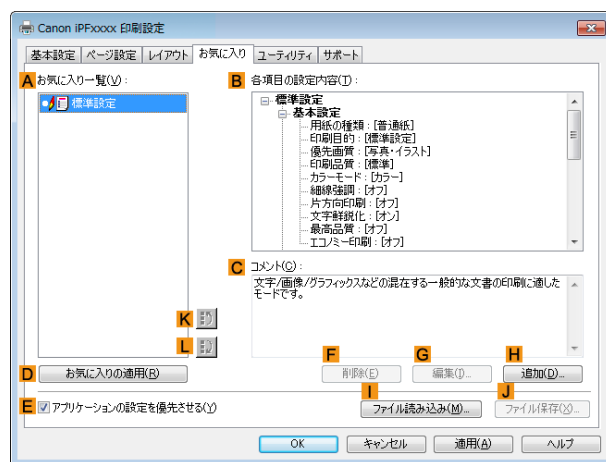 Canon iPFxxxx 印刷設定
基本設定 ページ設定 レイアウト お気に入り ユーティリティ サポート
A お気に入り一覧(V) :
標準設定
B 各項目の設定内容(T) :
標準設定
基本設定
用紙の種類 : [普通紙]
印刷目的 : [標準設定]
優先画質 : [写真・イラスト]
印刷品質 : [標準]
カラーモード : [カラー]
細線強調 : [オフ]
片方向印刷 : [オフ]
文字鮮鋭化 : [オン]
最高品質 : [オフ]
エコノミー印刷 : [オフ]
C コメント(C) :
文字/画像/グラフィックスなどの混在する一般的な文書の印刷に適した
モードです。
K
L
D お気に入りの適用(R)
F 削除(E)
G 編集(I)...
H 追加(D)...
E アプリケーションの設定を優先させる(Y)
I ファイル読み込み(M)...
J ファイル保存(X)...
OK キャンセル 適用(A) ヘルプ